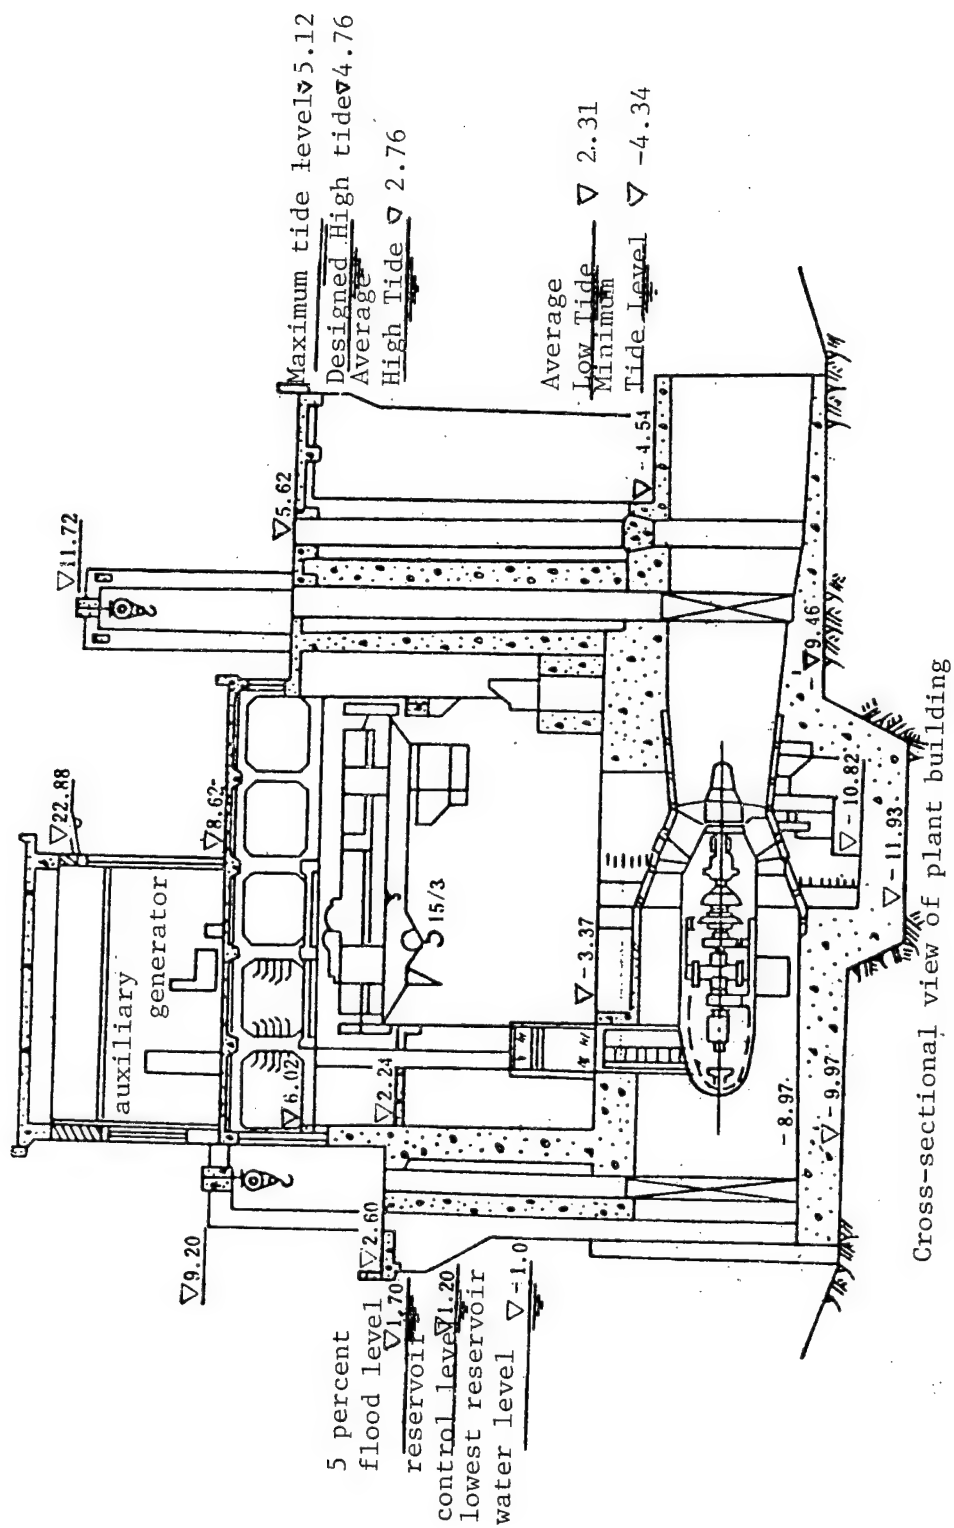 ▽11.72
▽22.88
▽8.62
▽5.62
auxiliary
generator
▽9.20
▽6.02
▽2.24
▽2.60
15/3
▽-3.37
▽-4.54
Maximum tide level▽5.12
Designed High tide▽4.76
Average
High Tide ▽ 2.76
Average
Low Tide ▽ 2.31
Minimum
Tide Level ▽ -4.34
5 percent
flood level
▽1.70
reservoir
control level▽1.20
lowest reservoir
water level ▽-1.0
-8.97
▽-9.97
▽-9.46
▽-10.82
▽-11.93
Cross-sectional view of plant building